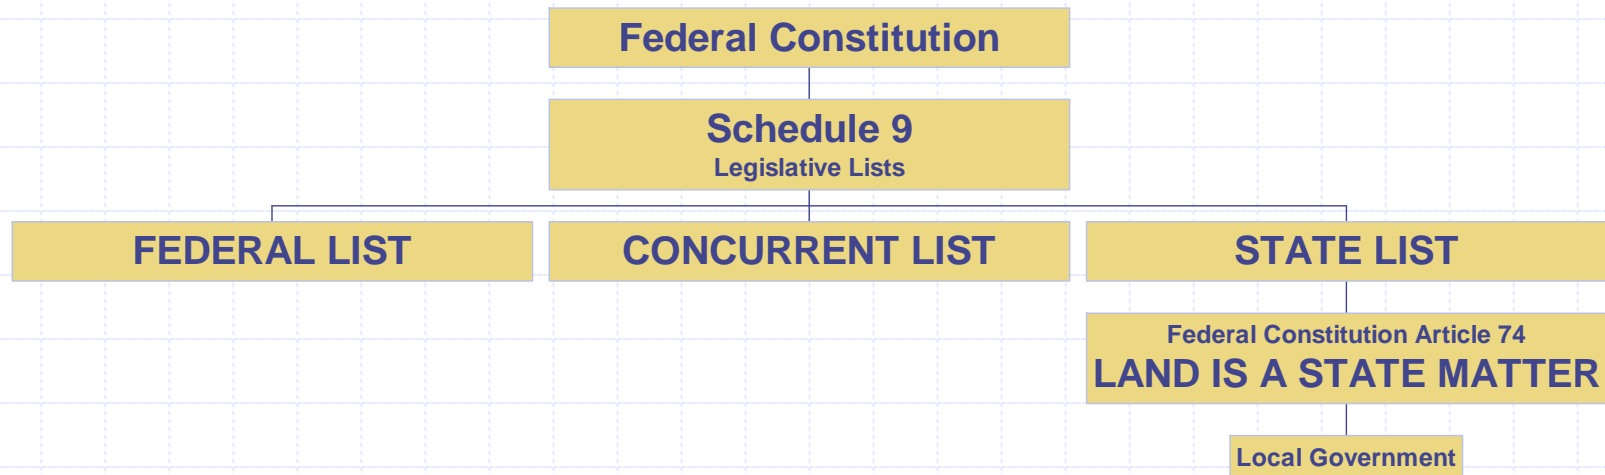 Federal Constitution
Schedule 9
Legislative Lists
FEDERAL LIST
CONCURRENT LIST
STATE LIST
Federal Constitution Article 74
LAND IS A STATE MATTER
Local Government